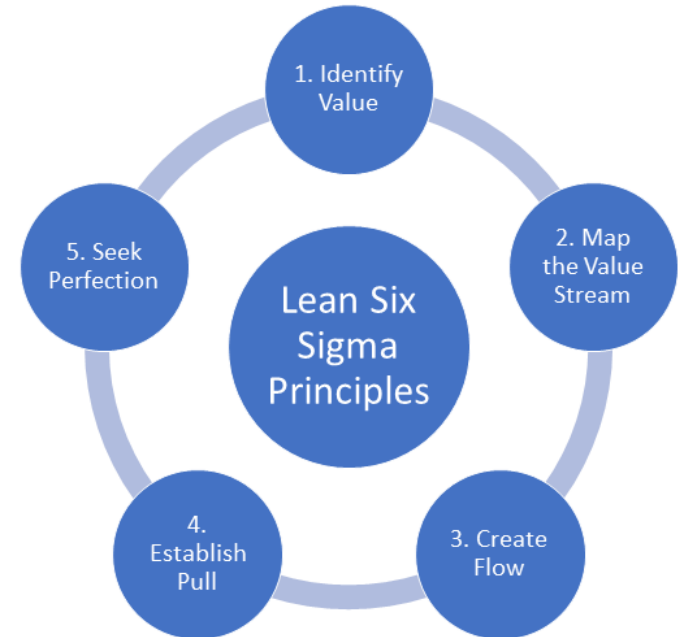 1. Identify
Value
2. Map
the Value
Stream
3. Create
Flow
4.
Establish
Pull
5. Seek
Perfection
Lean Six
Sigma
Principles